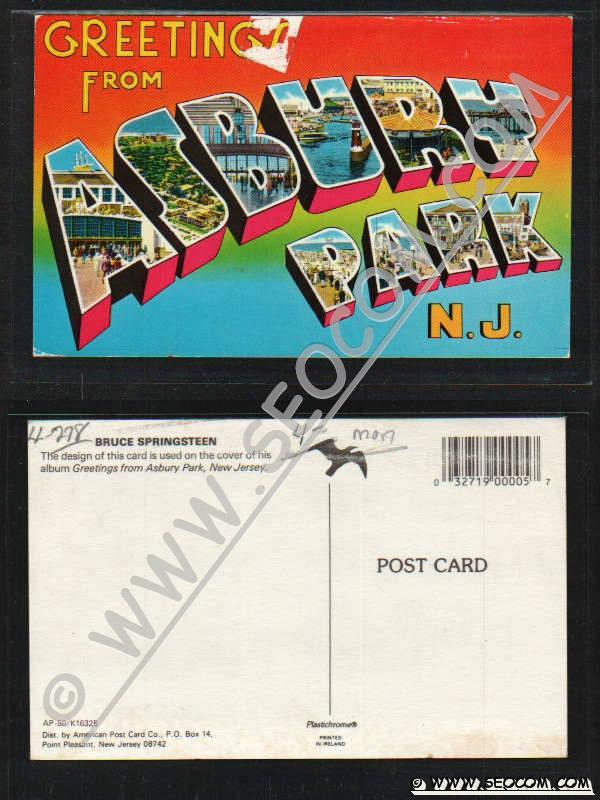 GREETINGS
FROM
ASBURY
PARK
N.J.
4-278
BRUCE SPRINGSTEEN
The design of this card is used on the cover of his
album Greetings from Asbury Park, New Jersey.
4- mon
0 32719 00005 7
POST CARD
AP-50/K16328
Dist. by American Post Card Co., P.O. Box 14,
Point Pleasant, New Jersey 08742
Plastichrome®
PRINTED
IN IRELAND
© WWW.SEOCOM.COM
© WWW.SEOCOM.COM